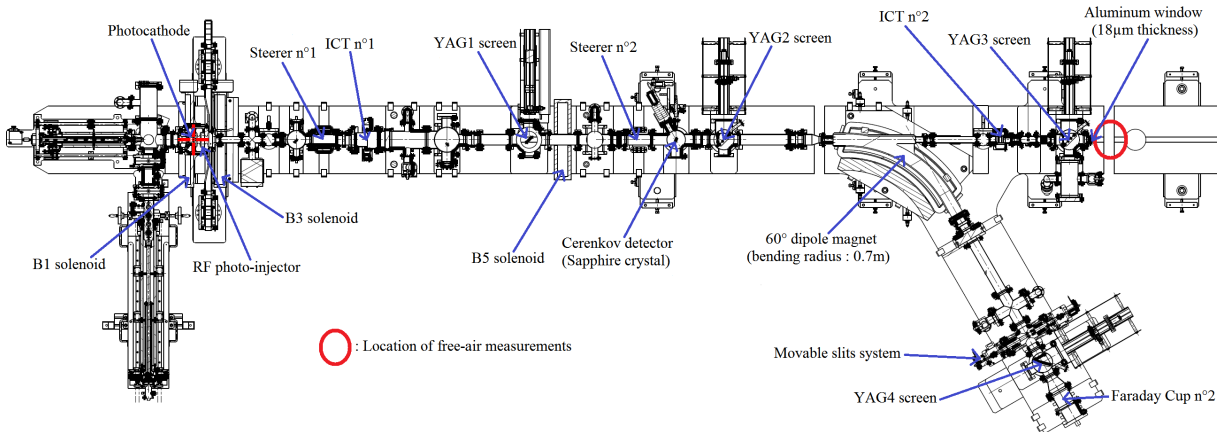 Photocathode
Steerer n°1
ICT n°1
YAG1 screen
Steerer n°2
YAG2 screen
ICT n°2
YAG3 screen
Aluminum window
(18µm thickness)
B1 solenoid
RF photo-injector
B3 solenoid
B5 solenoid
Cerenkov detector
(Sapphire crystal)
60° dipole magnet
(bending radius : 0.7m)
: Location of free-air measurements
Movable slits system
YAG4 screen
Faraday Cup n°2